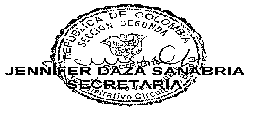 REPUBLICA DE COLOMBIA
SECCION SEGUNDA
JENNIFER DAZA SANABRIA
SECRETARIA